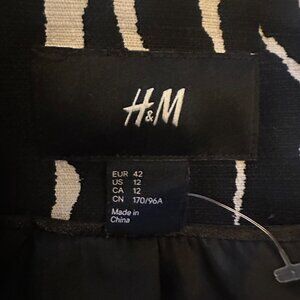 H&M
EUR 42
US 12
CA 12
CN 170/96A
Made in
China